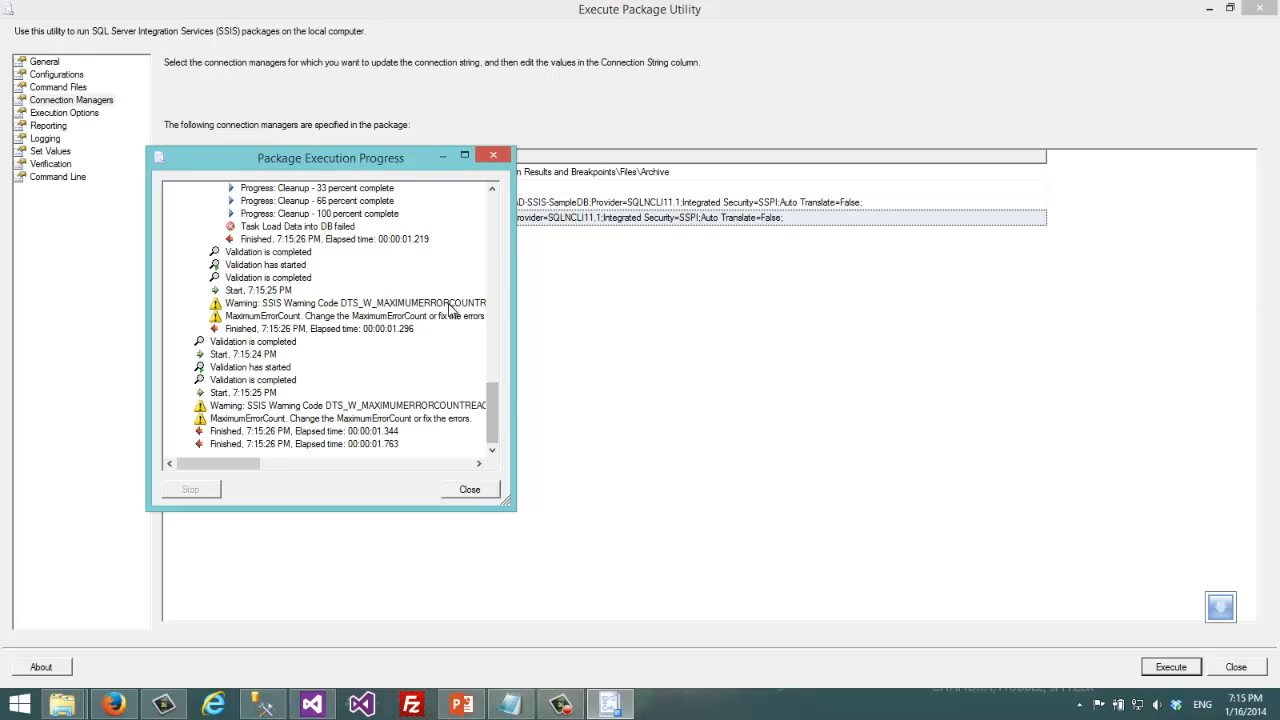 Execute Package Utility
Use this utility to run SQL Server Integration Services (SSIS) packages on the local computer.
General
Configurations
Command Files
Connection Managers
Execution Options
Reporting
Logging
Set Values
Verification
Command Line
Select the connection managers for which you want to update the connection string, and then edit the values in the Connection String column.
The following connection managers are specified in the package:
n Results and Breakpoints\Files\Archive
AD-SSIS-SampleDB;Provider=SQLNCLI11.1;Integrated Security=SSPI;Auto Translate=False;
rovider=SQLNCLI11.1;Integrated Security=SSPI;Auto Translate=False;
Package Execution Progress
Progress: Cleanup - 33 percent complete
Progress: Cleanup - 66 percent complete
Progress: Cleanup - 100 percent complete
Task Load Data into DB failed
Finished, 7:15:26 PM, Elapsed time: 00:00:01.219
Validation is completed
Validation has started
Validation is completed
Start, 7:15:25 PM
Warning: SSIS Warning Code DTS_W_MAXIMUMERRORCOUNTR
MaximumErrorCount. Change the MaximumErrorCount or fix the errors
Finished, 7:15:26 PM, Elapsed time: 00:00:01.296
Validation is completed
Start, 7:15:24 PM
Validation has started
Validation is completed
Start, 7:15:25 PM
Warning: SSIS Warning Code DTS_W_MAXIMUMERRORCOUNTREAC
MaximumErrorCount. Change the MaximumErrorCount or fix the errors.
Finished, 7:15:26 PM, Elapsed time: 00:00:01.344
Finished, 7:15:26 PM, Elapsed time: 00:00:01.763
Stop
Close
About
Execute
Close
7:15 PM
1/16/2014